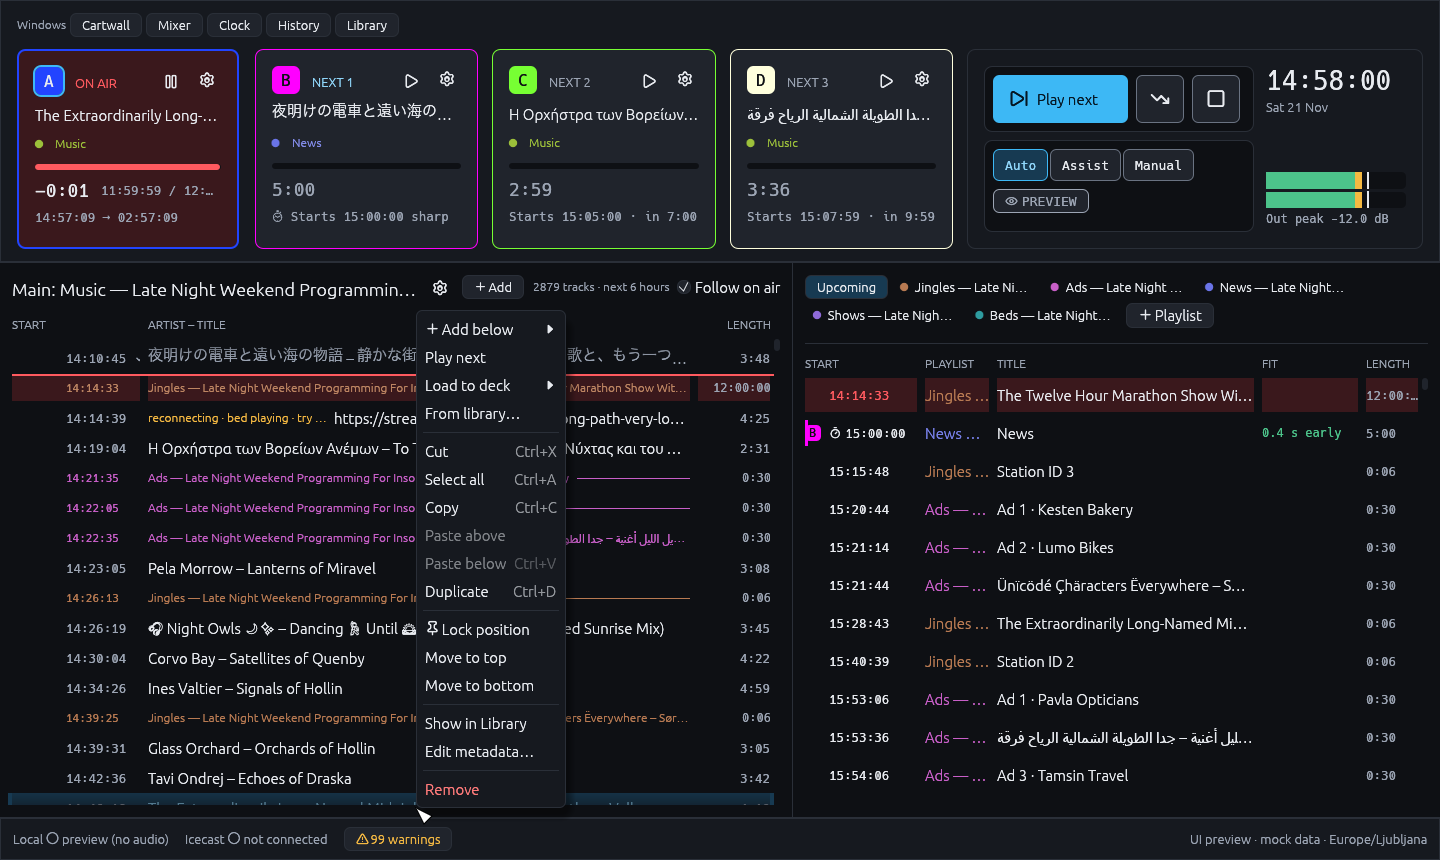 Windows Cartwall Mixer Clock History Library
A ON AIR
The Extraordinarily Long-…
Music
−0:01 11:59:59 / 12:…
14:57:09 → 02:57:09
B NEXT 1
夜明けの電車と遠い海の…
News
5:00
Starts 15:00:00 sharp
C NEXT 2
Η Ορχήστρα των Βορείων…
Music
2:59
Starts 15:05:00 · in 7:00
D NEXT 3
جدا الطويلة الشمالية الرياح فرقة…
Music
3:36
Starts 15:07:59 · in 9:59
Play next
Auto Assist Manual
PREVIEW
14:58:00
Sat 21 Nov
Out peak -12.0 dB
Main: Music — Late Night Weekend Programmin… + Add 2879 tracks · next 6 hours ✓ Follow on air
START ARTIST – TITLE LENGTH
14:10:45 夜明けの電車と遠い海の物語 – 静かな街 歌と、もう一つ… 3:48
14:14:33 Jingles — Late Night Weekend Programming For In Marathon Show Wit… 12:00:00
14:14:39 reconnecting · bed playing · try … https://strea ong-path-very-lo… 4:25
14:19:04 Η Ορχήστρα των Βορείων Ανέμων – Το Τ Νύχτας και του … 2:31
14:21:35 Ads — Late Night Weekend Programming For Inso 0:30
14:22:05 Ads — Late Night Weekend Programming For Inso 0:30
14:22:35 Ads — Late Night Weekend Programming For Inso يل الليل أغنية – جدا الطو… 0:30
14:23:05 Pela Morrow – Lanterns of Miravel 3:08
14:26:13 Jingles — Late Night Weekend Programming For In 0:06
14:26:19 🎧 Night Owls 🌙✨ – Dancing 💃 Until 🌅 ed Sunrise Mix) 3:45
14:30:04 Corvo Bay – Satellites of Quenby 4:22
14:34:26 Ines Valtier – Signals of Hollin 4:59
14:39:25 Jingles — Late Night Weekend Programming For In ers Ëverywhere – Sør… 0:06
14:39:31 Glass Orchard – Orchards of Hollin 3:05
14:42:36 Tavi Ondrej – Echoes of Draska 3:42
+ Add below
Play next
Load to deck
From library…
Cut Ctrl+X
Select all Ctrl+A
Copy Ctrl+C
Paste above
Paste below Ctrl+V
Duplicate Ctrl+D
Lock position
Move to top
Move to bottom
Show in Library
Edit metadata…
Remove
Upcoming Jingles — Late Ni… Ads — Late Night … News — Late Night…
Shows — Late Nigh… Beds — Late Night… + Playlist
START PLAYLIST TITLE FIT LENGTH
14:14:33 Jingles … The Twelve Hour Marathon Show Wi… 12:00:…
B 15:00:00 News … News 0.4 s early 5:00
15:15:48 Jingles … Station ID 3 0:06
15:20:44 Ads — … Ad 1 · Kesten Bakery 0:30
15:21:14 Ads — … Ad 2 · Lumo Bikes 0:30
15:21:44 Ads — … Ünïcödé Çhäracters Ëverywhere – S… 0:30
15:28:43 Jingles … The Extraordinarily Long-Named Mi… 0:06
15:40:39 Jingles … Station ID 2 0:06
15:53:06 Ads — … Ad 1 · Pavla Opticians 0:30
15:53:36 Ads — … ليل أغنية – جدا الطويلة الشمالية الرياح فرقة… 0:30
15:54:06 Ads — … Ad 3 · Tamsin Travel 0:30
Local preview (no audio) Icecast not connected 99 warnings UI preview · mock data · Europe/Ljubljana